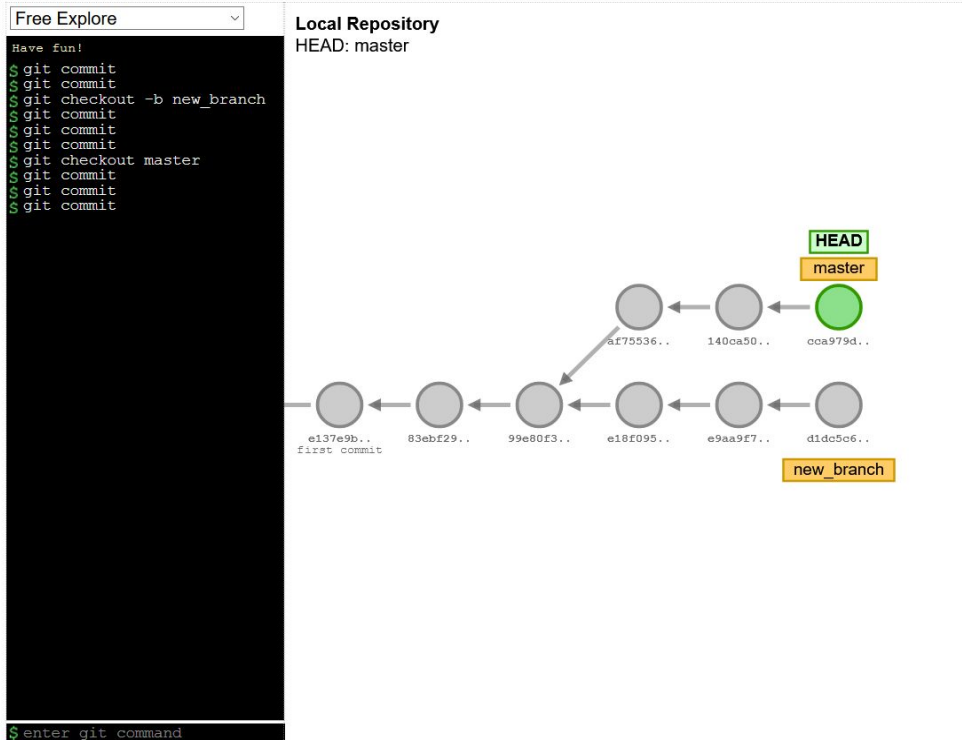 Free Explore
Have fun!
$ git commit
$ git commit
$ git checkout -b new_branch
$ git commit
$ git commit
$ git commit
$ git checkout master
$ git commit
$ git commit
$ git commit
$ enter git command
Local Repository
HEAD: master
HEAD
master
af75536.. 140ca50.. cca979d..
e137e9b.. 83ebf29.. 99e80f3.. e18f095.. e9aa9f7.. d1dc5c6..
first commit
new_branch